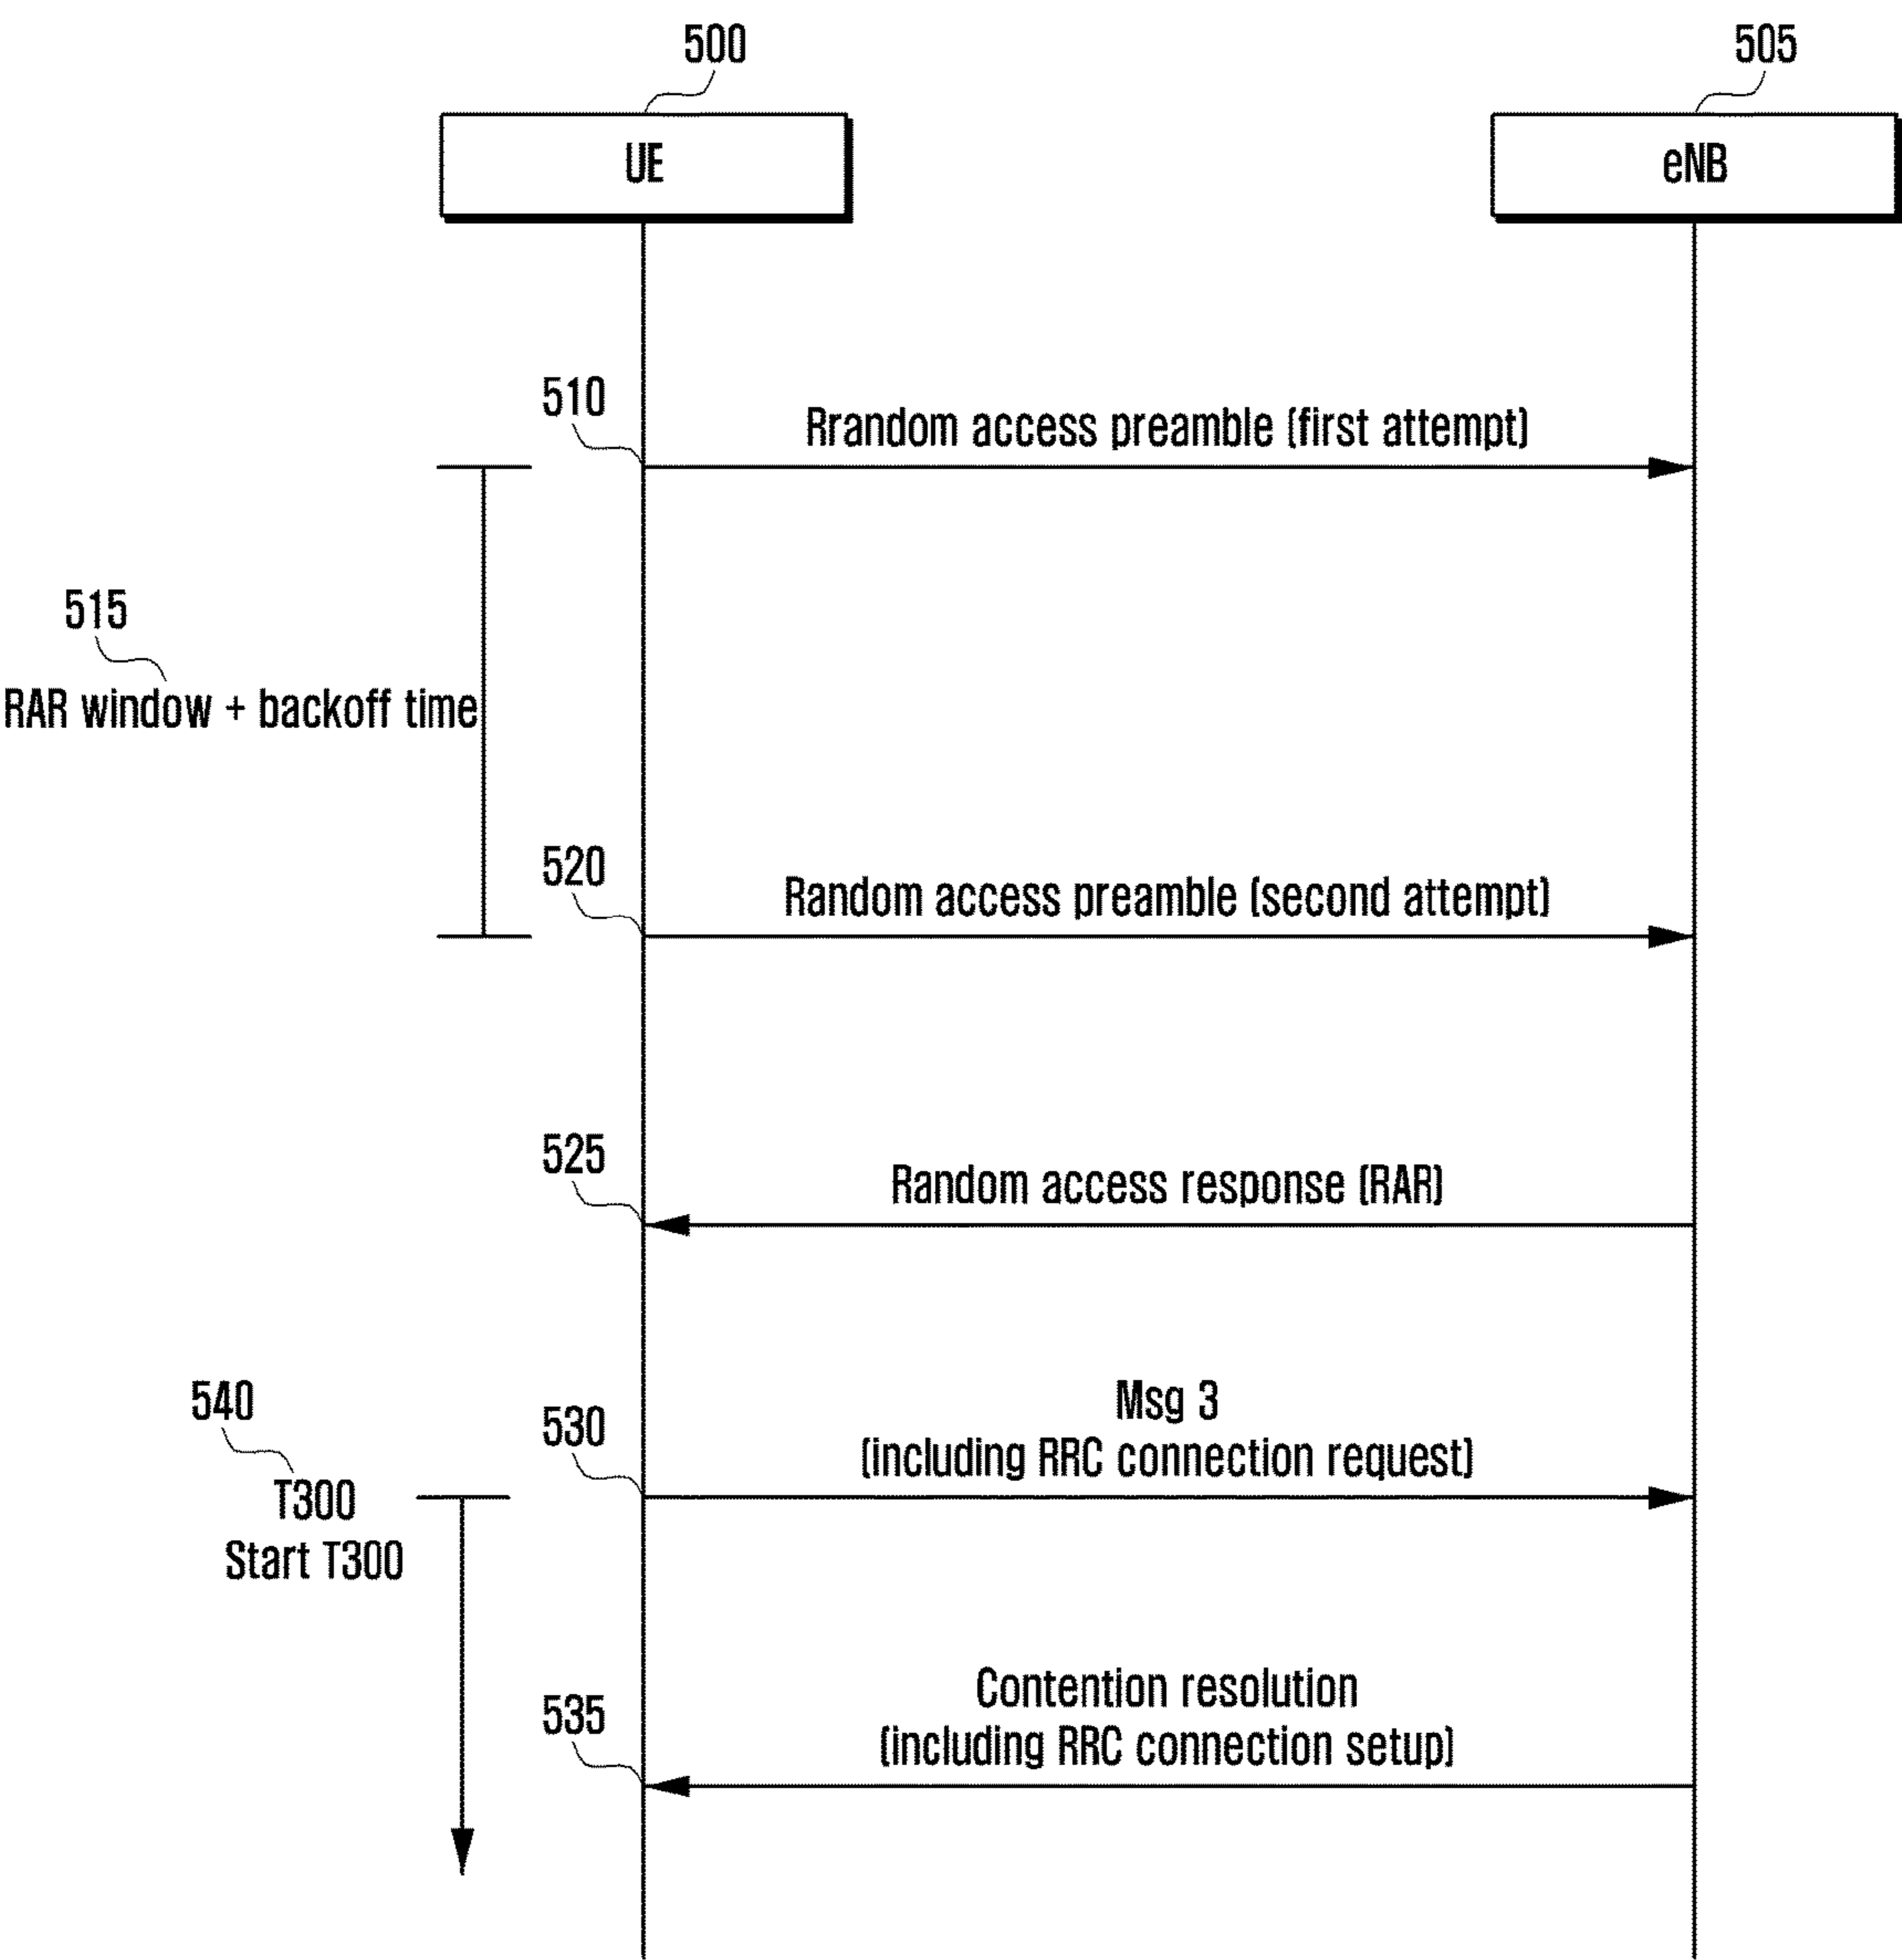 500
505
UE
eNB
510
Rrandom access preamble (first attempt)
515
RAR window + backoff time
520
Random access preamble (second attempt)
525
Random access response (RAR)
540
530
Msg 3
(including RRC connection request)
T300
Start T300
535
Contention resolution
(including RRC connection setup)